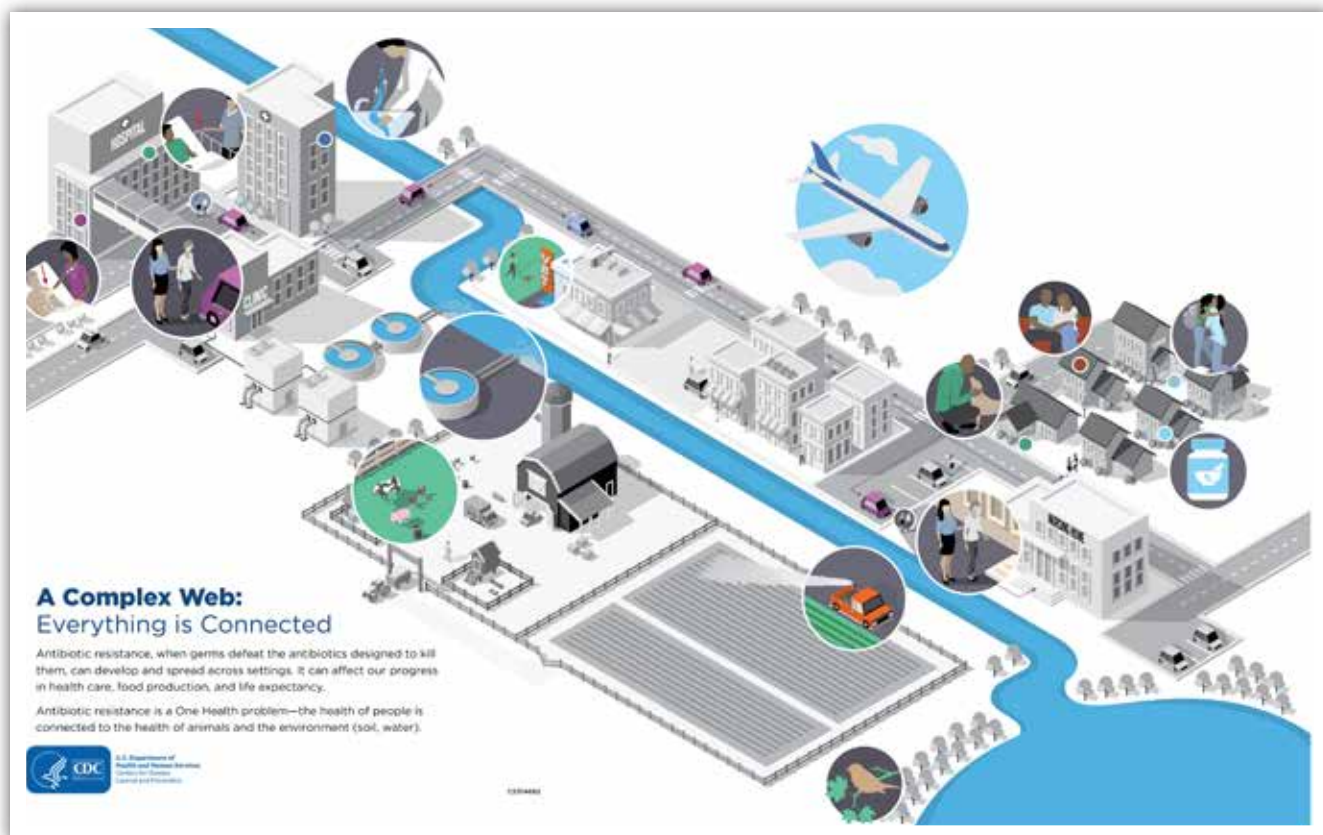 HOSPITAL
CLINIC
NURSING HOME
A Complex Web:
Everything is Connected
Antibiotic resistance, when germs defeat the antibiotics designed to kill
them, can develop and spread across settings. It can affect our progress
in health care, food production, and life expectancy.
Antibiotic resistance is a One Health problem—the health of people is
connected to the health of animals and the environment (soil, water).
CDC
U.S. Department of
Health and Human Services
Centers for Disease
Control and Prevention